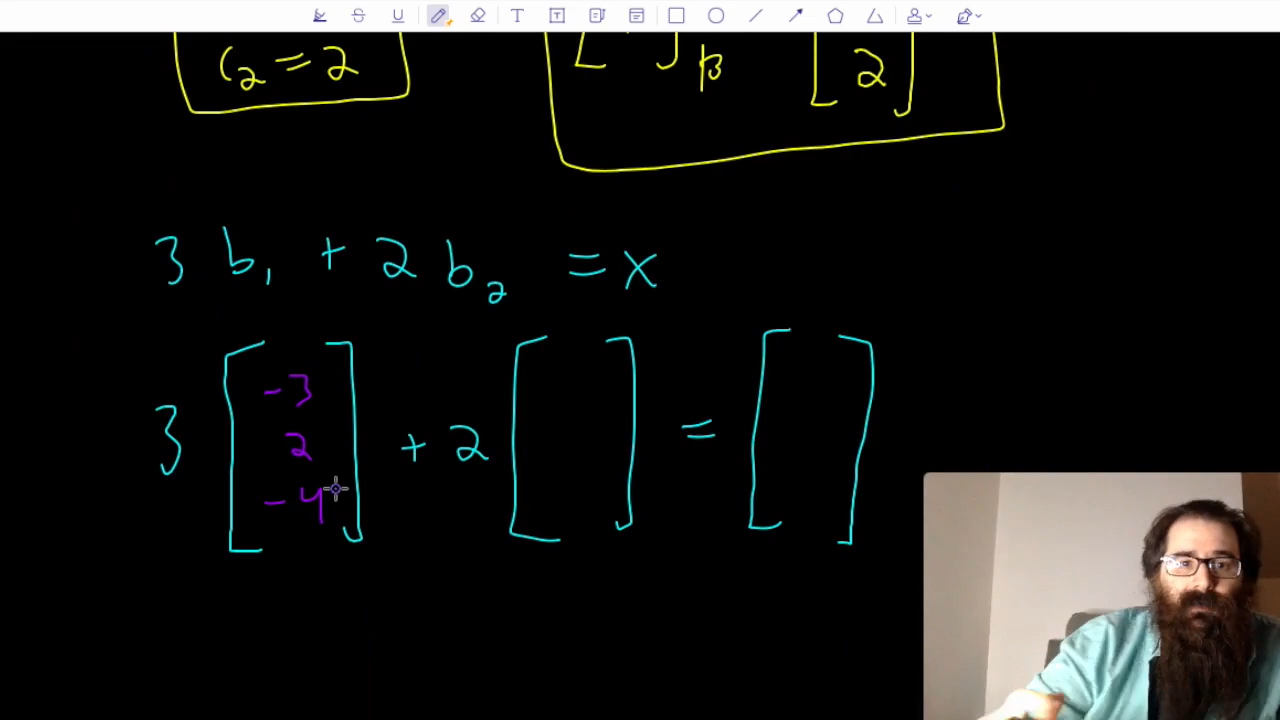 c₂ = 2
[ ]β [2]
3 b₁ + 2 b₂ = x
3 [ -3 ] + 2 [ ] = [ ]
2
-4